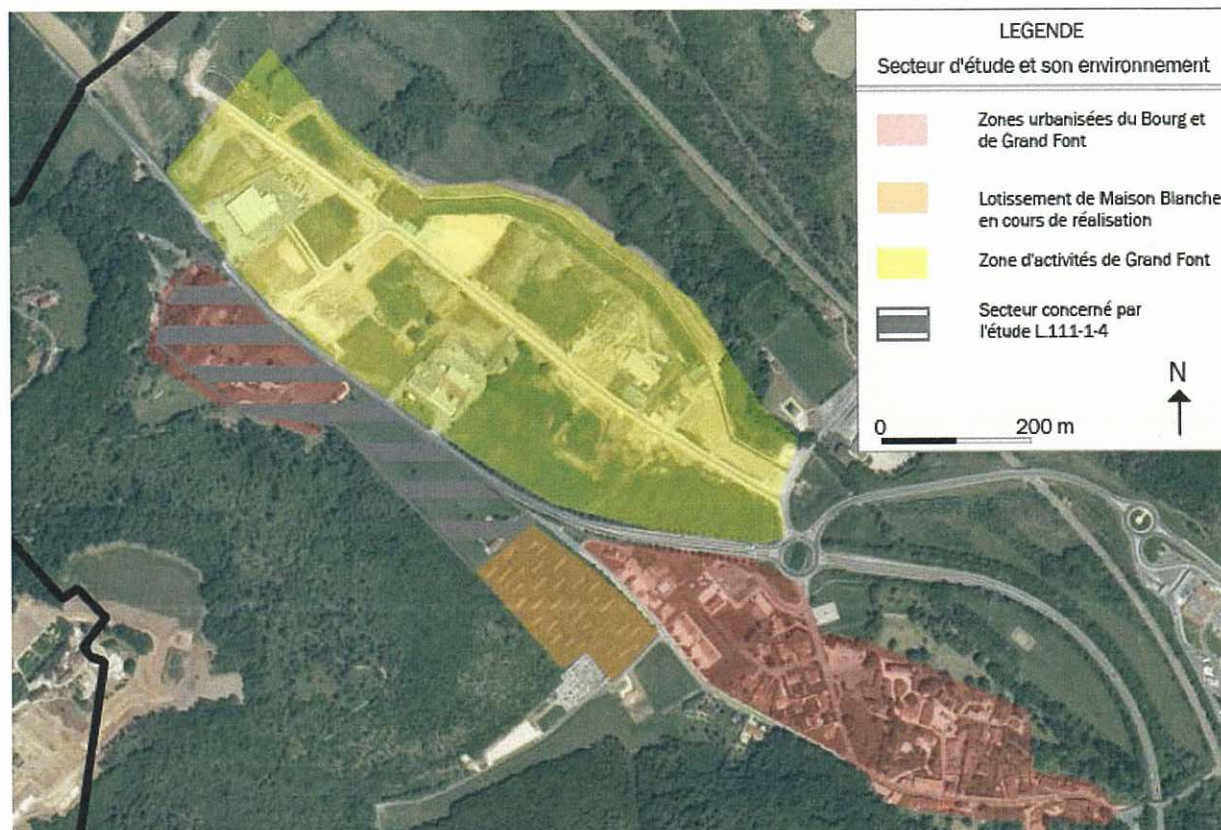 LEGENDE
Secteur d'étude et son environnement
Zones urbanisées du Bourg et
de Grand Font
Lotissement de Maison Blanche
en cours de réalisation
Zone d'activités de Grand Font
Secteur concerné par
l'étude L.111-1-4
N
0 200 m